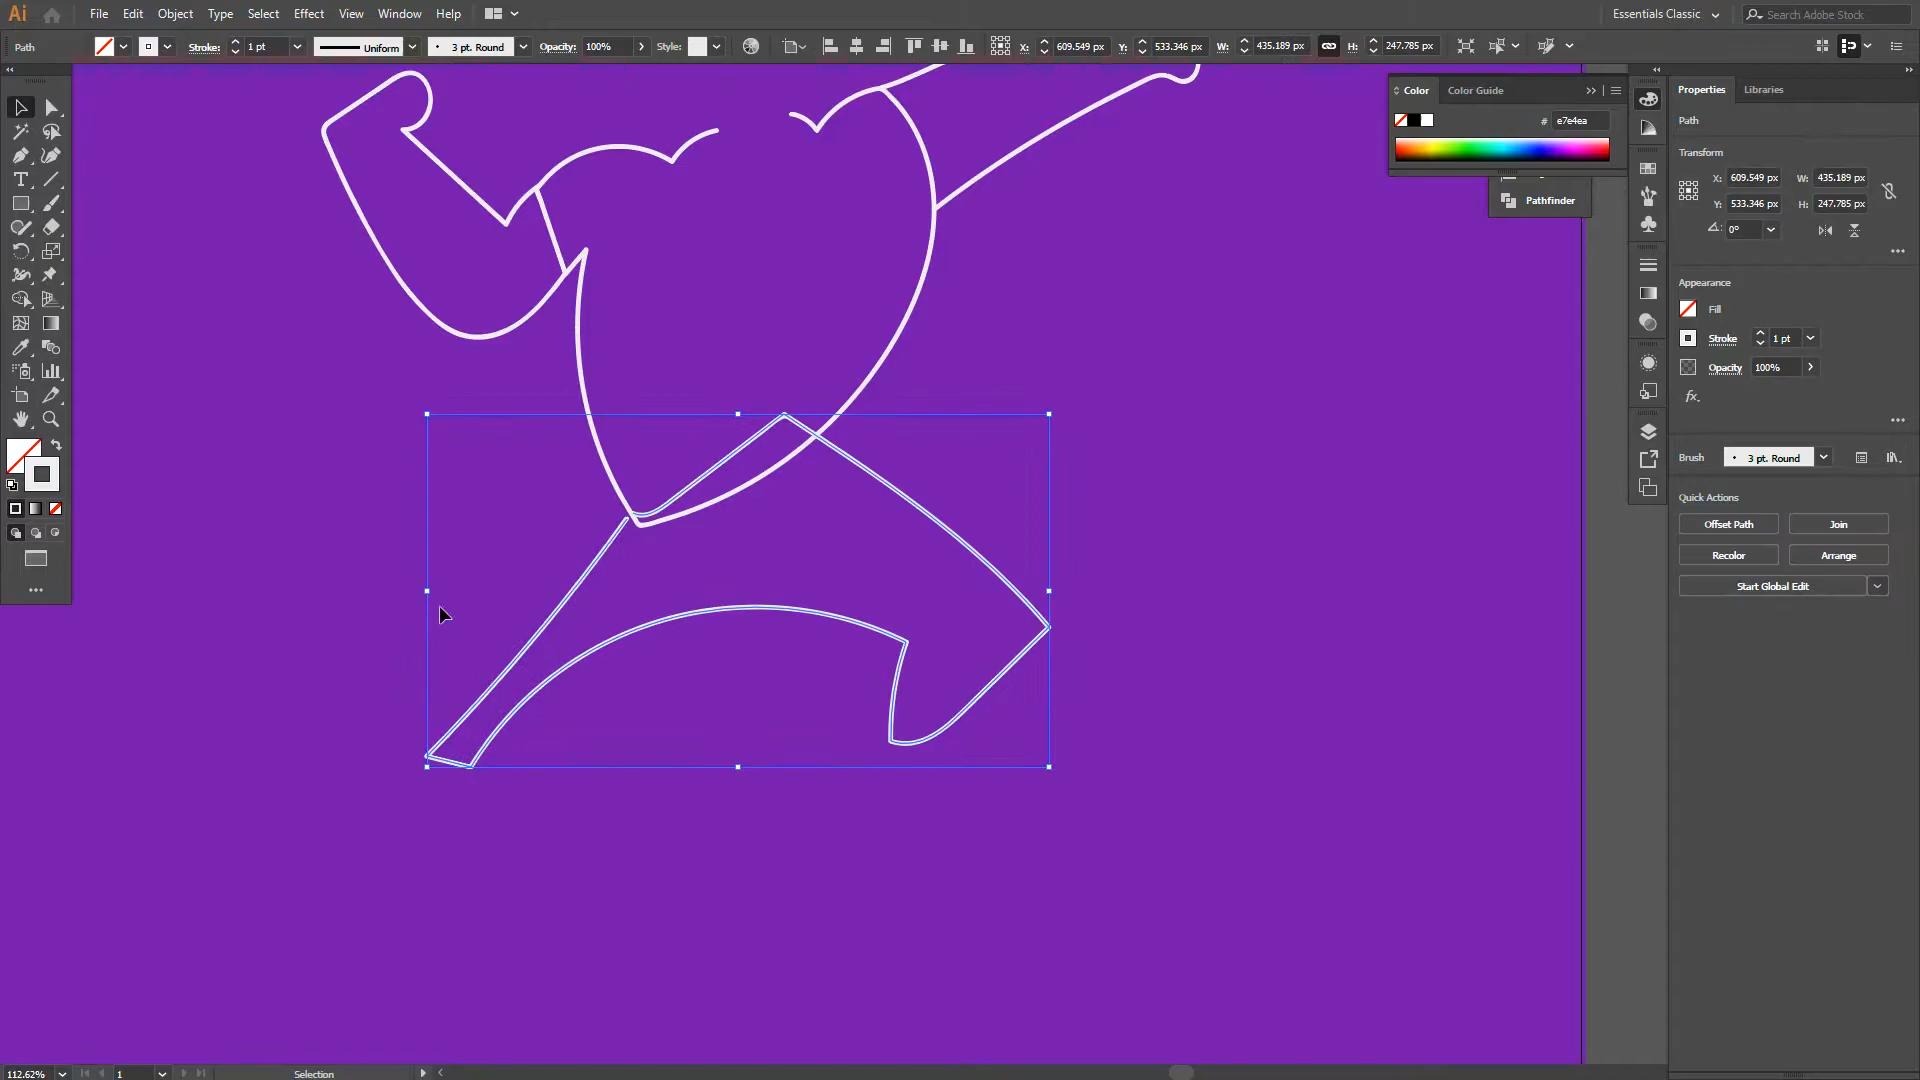 Ai File Edit Object Type Select Effect View Window Help Essentials Classic Search Adobe Stock
Path Stroke: 1 pt Uniform 3 pt. Round Opacity: 100% Style: X: 609.549 px Y: 533.346 px W: 435.189 px H: 247.785 px
Color Color Guide
# e7e4ea
Pathfinder
Properties Libraries
Path
Transform
X: 609.549 px W: 435.189 px
Y: 533.346 px H: 247.785 px
0°
Appearance
Fill
Stroke 1 pt
Opacity 100%
fx.
Brush 3 pt. Round
Quick Actions
Offset Path Join
Recolor Arrange
Start Global Edit
112.62% 1 Selection